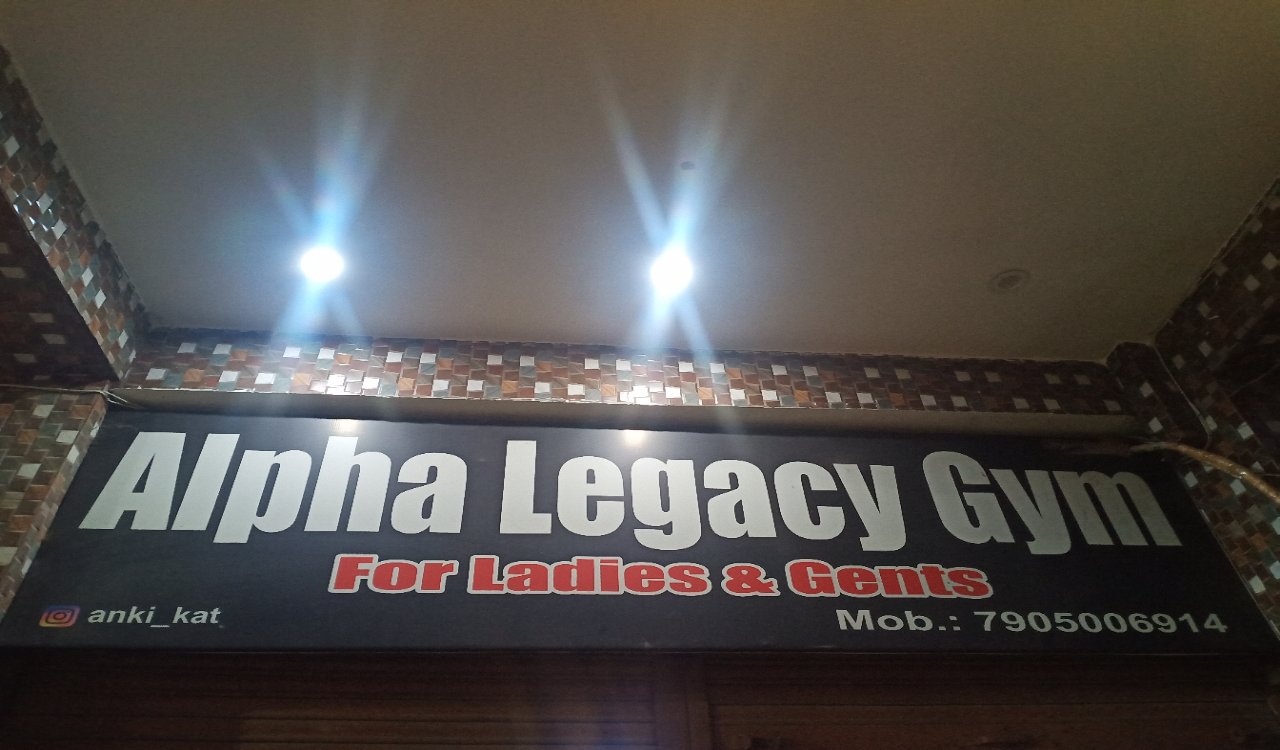 Alpha Legacy Gym
For Ladies & Gents
anki_kat
Mob.: 7905006914